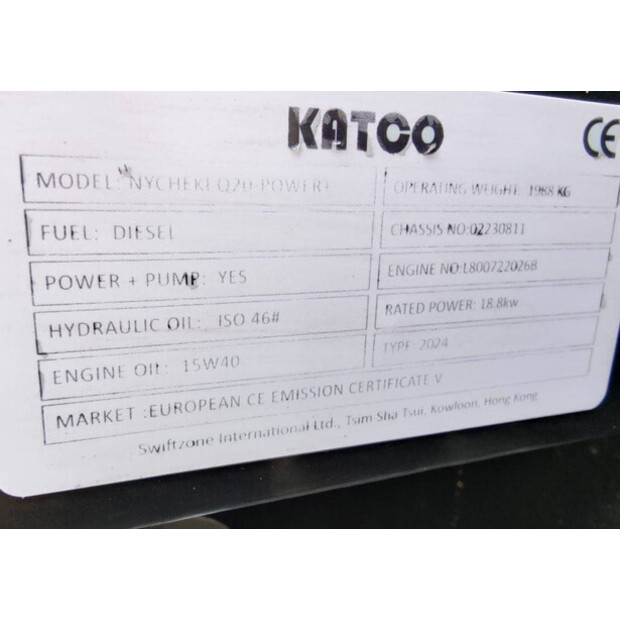 KATCO
CE
MODEL: NYCHEKLQ20-POWER+
OPERATING WEIGHT: 1988 KG
FUEL: DIESEL
CHASSIS NO:02230811
POWER + PUMP: YES
ENGINE NO:L8007220268
HYDRAULIC OIL: ISO 46#
RATED POWER: 18.8kw
ENGINE OIL: 15W40
TYPE: 2024
MARKET :EUROPEAN CE EMISSION CERTIFICATE V
Swiftzone International Ltd., Tsim Sha Tsui, Kowloon, Hong Kong